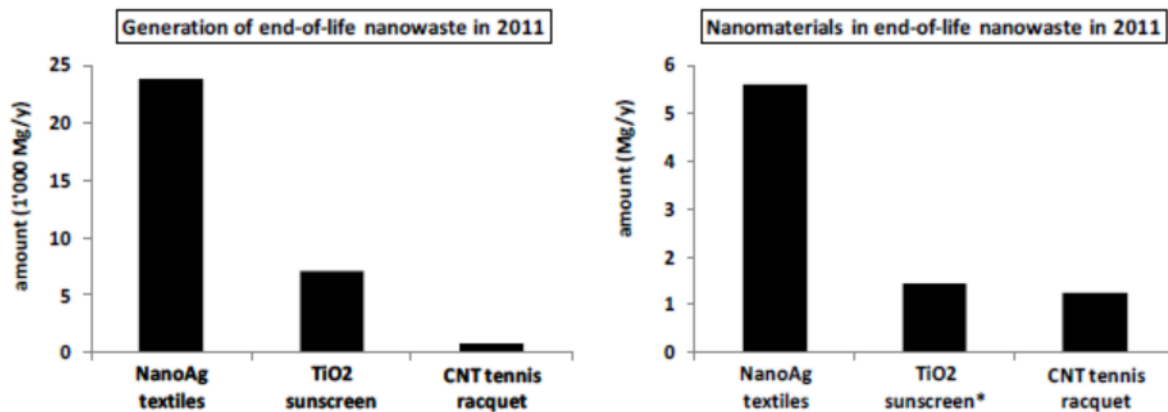 Generation of end-of-life nanowaste in 2011
amount (1'000 Mg/y)
25
20
15
10
5
0
NanoAg textiles
TiO2 sunscreen
CNT tennis racquet
Nanomaterials in end-of-life nanowaste in 2011
amount (Mg/y)
6
5
4
3
2
1
0
NanoAg textiles
TiO2 sunscreen*
CNT tennis racquet